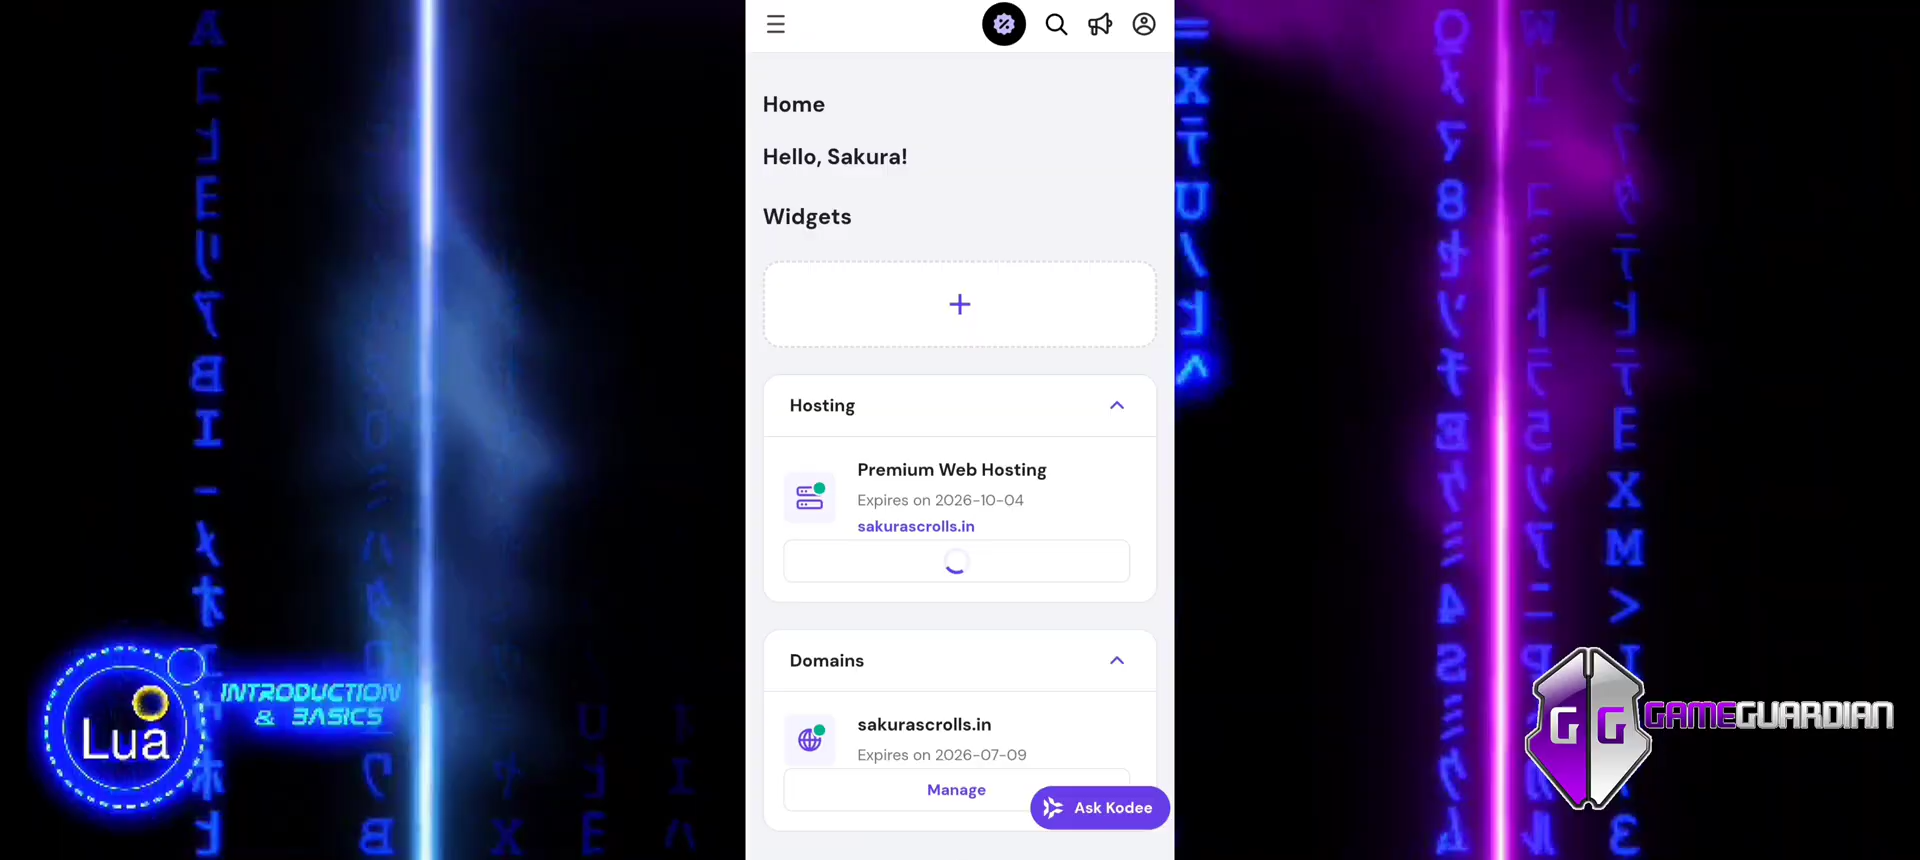 Home
Hello, Sakura!
Widgets
Hosting
Premium Web Hosting
Expires on 2026-10-04
sakurascrolls.in
Domains
sakurascrolls.in
Expires on 2026-07-09
Manage
Ask Kodee
Lua
INTRODUCTION
& BASICS
GG GAMEGUARDIAN